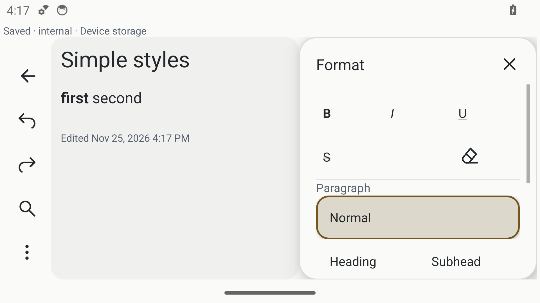 4:17
Saved · internal · Device storage
Simple styles
first second
Edited Nov 25, 2026 4:17 PM
Format
B I U
S
Paragraph
Normal
Heading Subhead